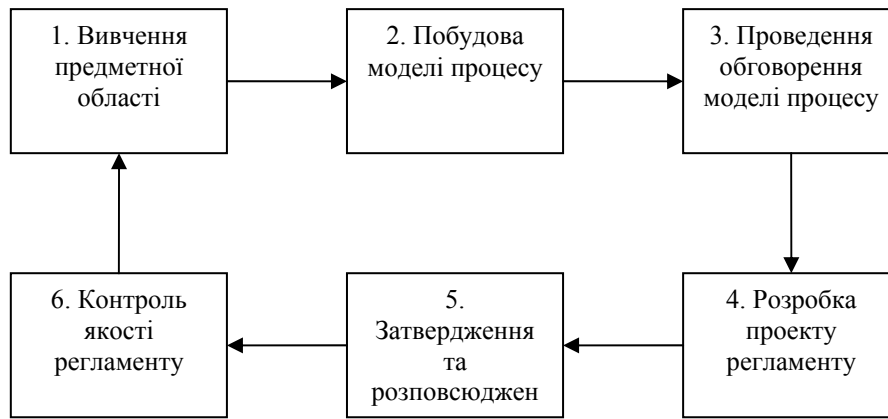 1. Вивчення
предметної
області
2. Побудова
моделі процесу
3. Проведення
обговорення
моделі процесу
4. Розробка
проекту
регламенту
5.
Затвердження
та
розповсюджен
6. Контроль
якості
регламенту